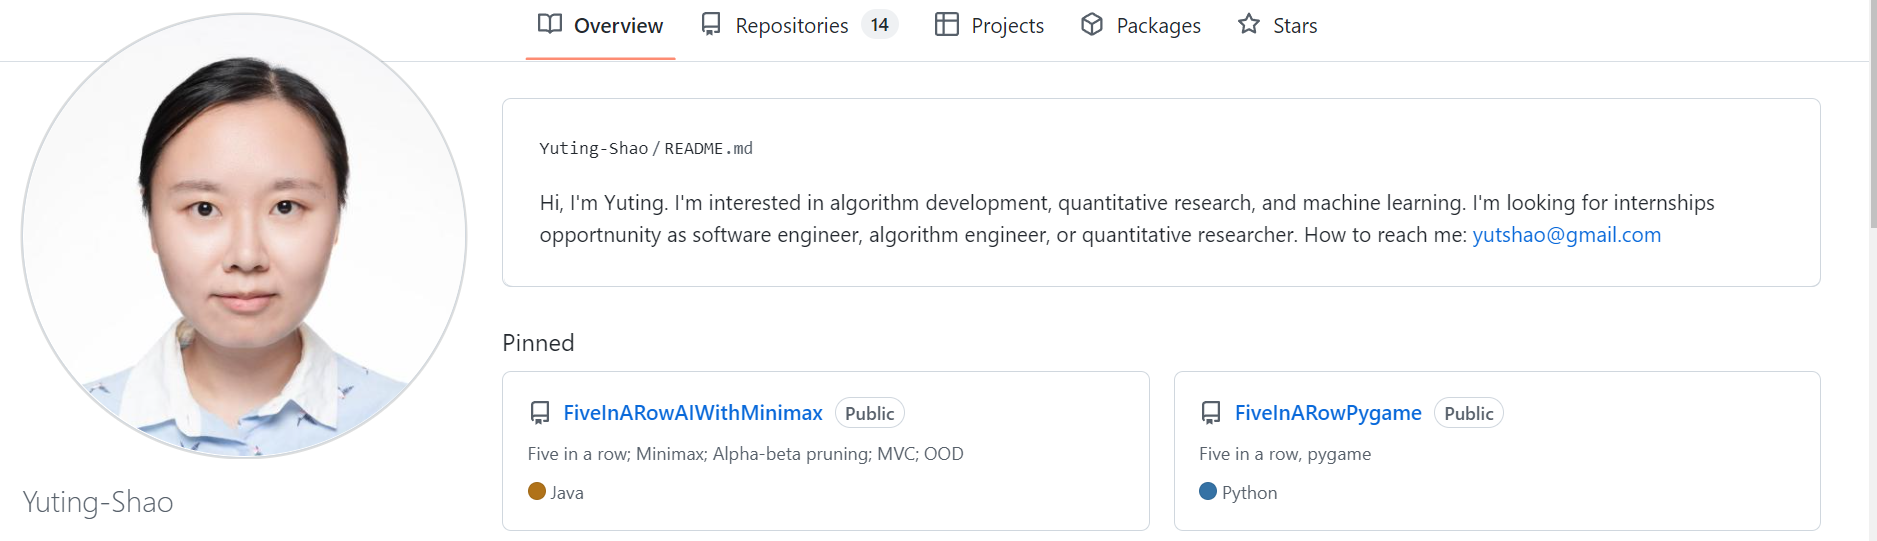 Overview Repositories 14 Projects Packages Stars
Yuting-Shao/README.md
Hi, I'm Yuting. I'm interested in algorithm development, quantitative research, and machine learning. I'm looking for internships
opportnunity as software engineer, algorithm engineer, or quantitative researcher. How to reach me: yutshao@gmail.com
Pinned
FiveInARowAIWithMinimax Public
Five in a row; Minimax; Alpha-beta pruning; MVC; OOD
Java
FiveInARowPygame Public
Five in a row, pygame
Python
Yuting-Shao